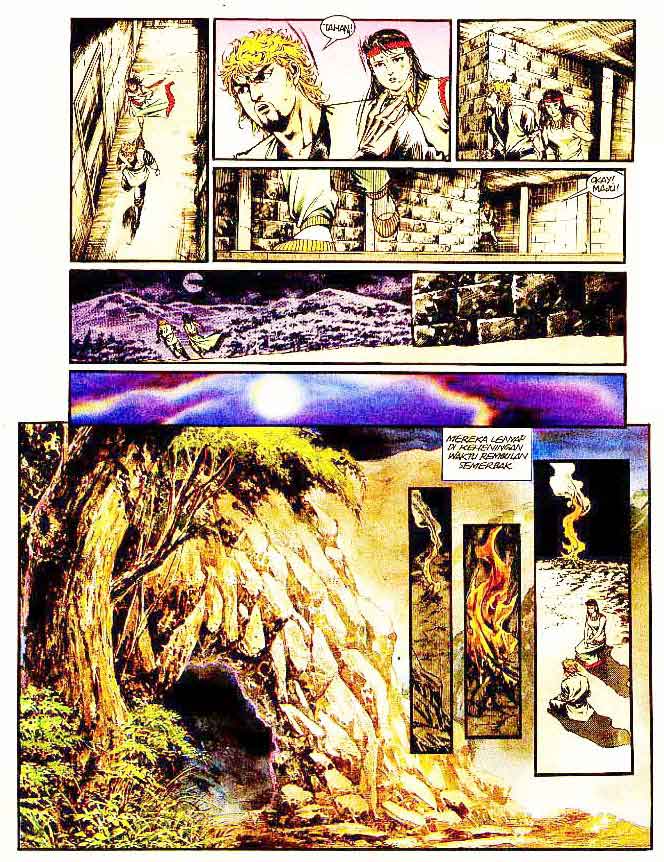 TAHAN!
OKAY!
MAJU!
MEREKA LENYAP
DI KEHENINGAN
WAKTU REMBULAN
SEMERBAK.